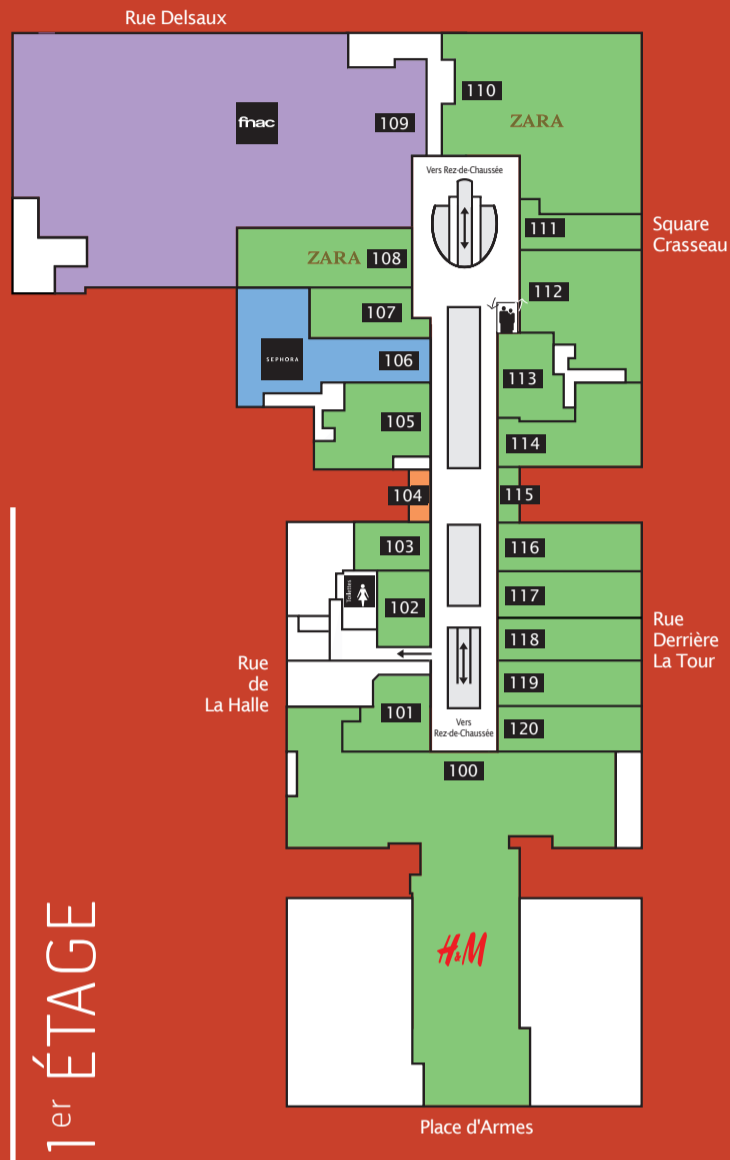 Rue Delsaux
110
fnac
109
ZARA
Vers Rez-de-Chaussée
111
Square
Crasseau
ZARA 108
112
107
SEPHORA
106
113
105
114
104
115
103
116
Toilettes
102
117
118
Rue
Derrière
La Tour
Rue
de
La Halle
119
101
Vers
Rez-de-Chaussée
120
100
H&M
1er ÉTAGE
Place d'Armes